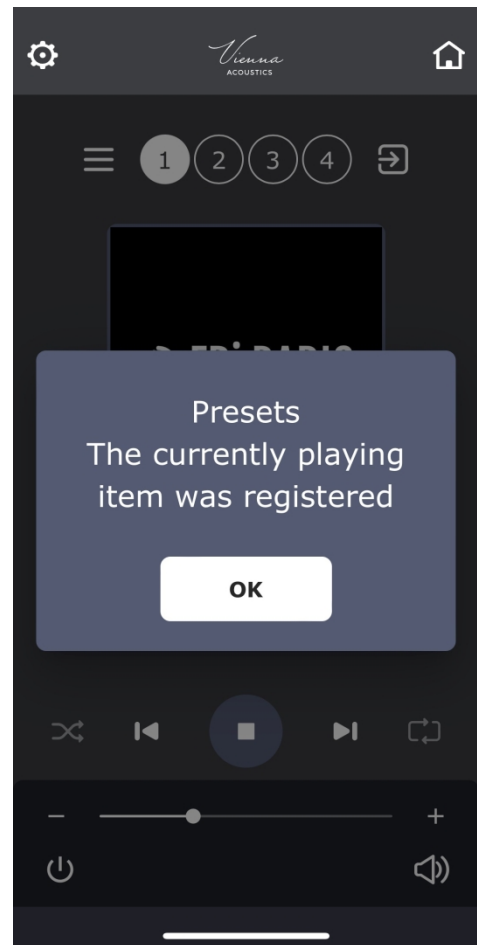 Vienna
ACOUSTICS
1 2 3 4
Presets
The currently playing
item was registered
OK